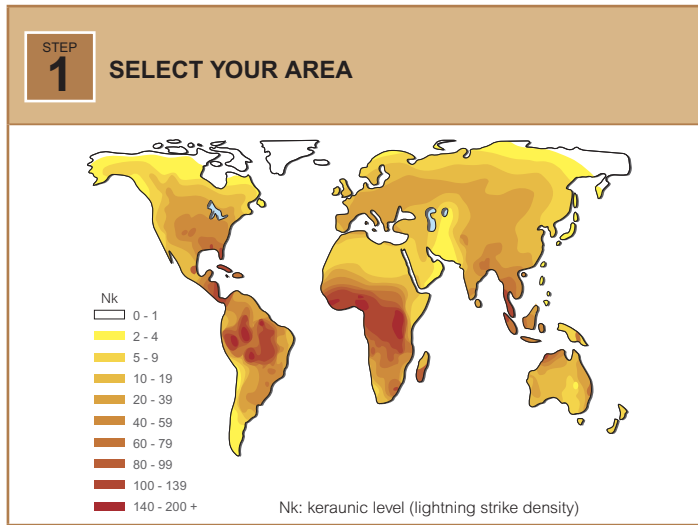 STEP
1
SELECT YOUR AREA
Nk
0 - 1
2 - 4
5 - 9
10 - 19
20 - 39
40 - 59
60 - 79
80 - 99
100 - 139
140 - 200 +
Nk: keraunic level (lightning strike density)